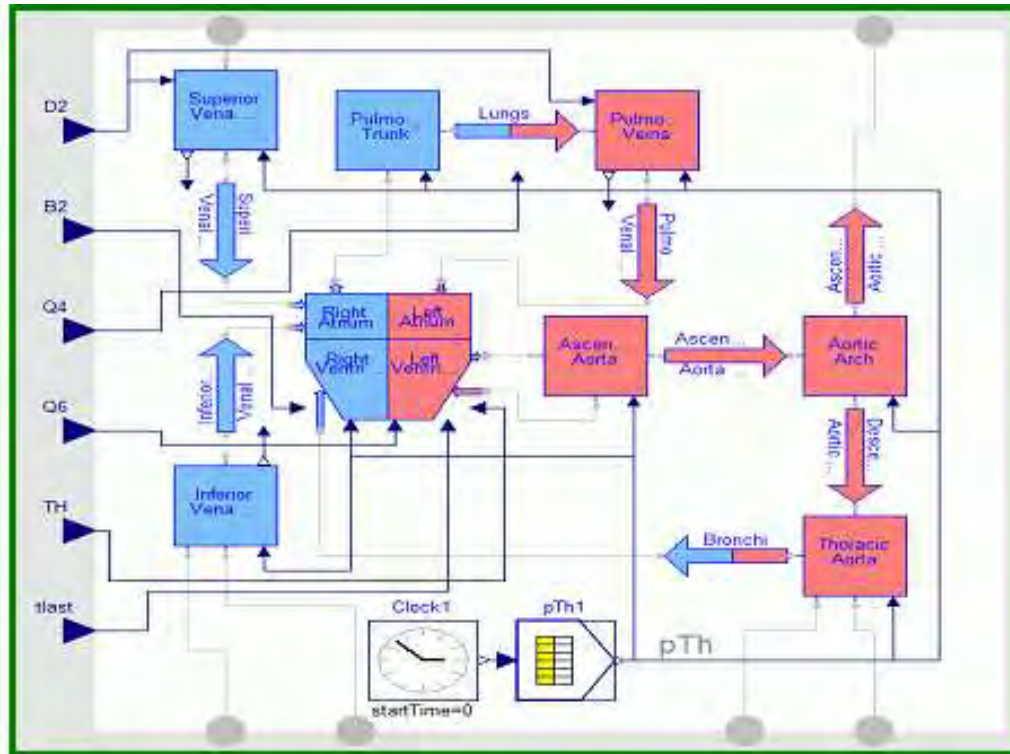 D2
Superior
Vena ...
Pulmo...
Trunk
Lungs
Pulmo...
Veins
B2
Superi
Venal ...
Pulmo
Venal
Ascen...
Aortic ...
Q4
Right
Atrium
Left
Atrium
Ascen...
Aorta
Ascen...
Aorta ...
Aortic
Arch
Right
Ventri...
Left
Ventri...
Inferior
Venal
Q6
Desce...
Aortic...
Inferior
Vena ...
TH
Bronchi
Thoracic
Aorta
tlast
Clock1
pTh1
pTh
startTime=0